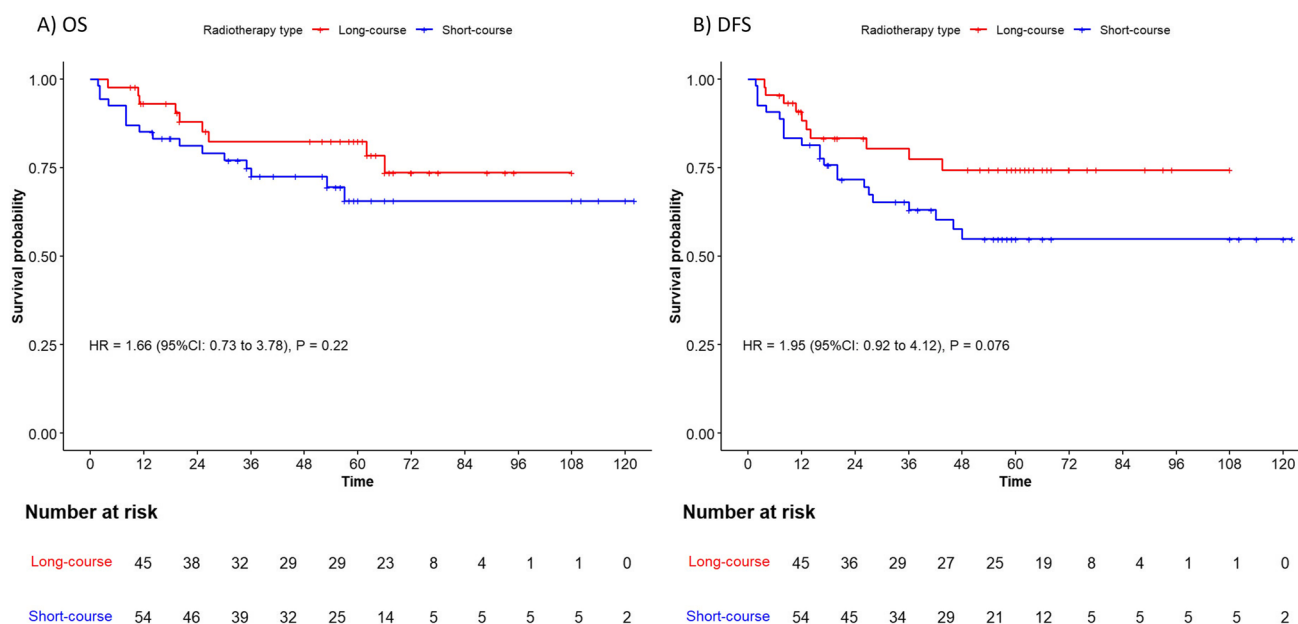 A) OS
Radiotherapy type Long-course Short-course
1.00
0.75
0.50
0.25
0.00
Survival probability
HR = 1.66 (95%CI: 0.73 to 3.78), P = 0.22
0 12 24 36 48 60 72 84 96 108 120
Time
Number at risk
Long-course 45 38 32 29 29 23 8 4 1 1 0
Short-course 54 46 39 32 25 14 5 5 5 5 2
B) DFS
Radiotherapy type Long-course Short-course
1.00
0.75
0.50
0.25
0.00
Survival probability
HR = 1.95 (95%CI: 0.92 to 4.12), P = 0.076
0 12 24 36 48 60 72 84 96 108 120
Time
Number at risk
Long-course 45 36 29 27 25 19 8 4 1 1 0
Short-course 54 45 34 29 21 12 5 5 5 5 2